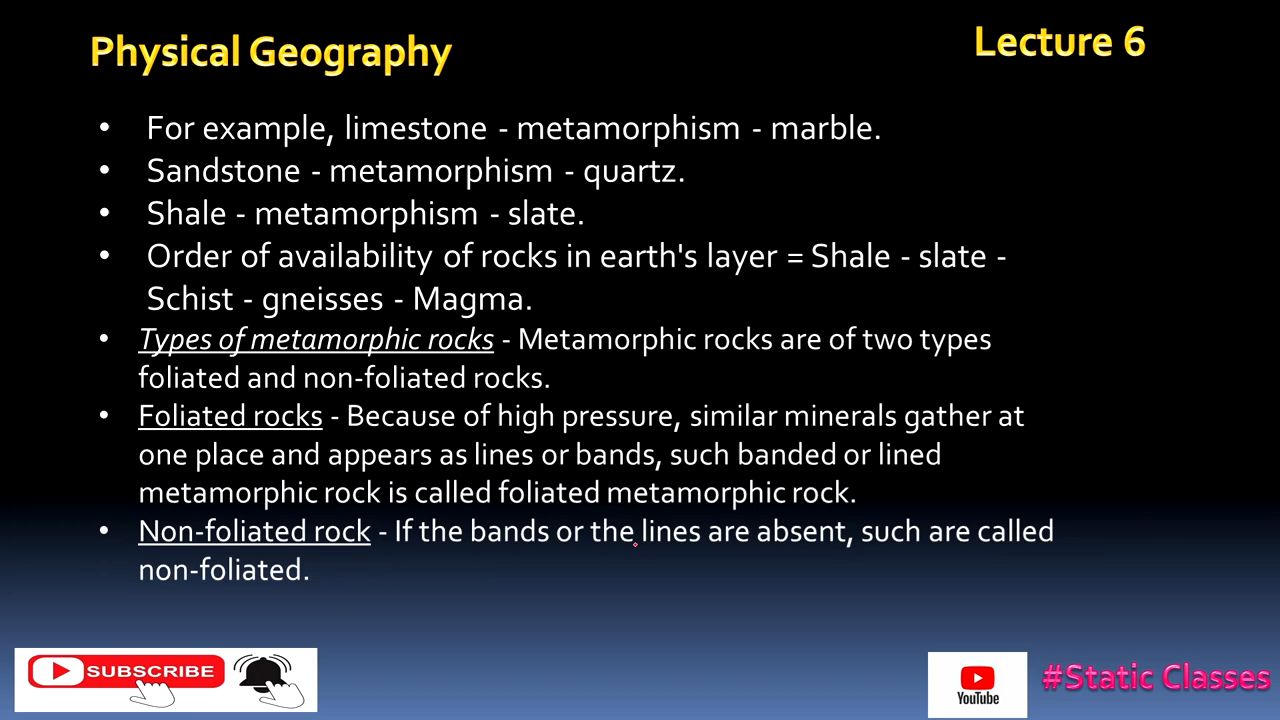 Physical Geography
Lecture 6
• For example, limestone - metamorphism - marble.
• Sandstone - metamorphism - quartz.
• Shale - metamorphism - slate.
• Order of availability of rocks in earth's layer = Shale - slate -
Schist - gneisses - Magma.
• Types of metamorphic rocks - Metamorphic rocks are of two types
foliated and non-foliated rocks.
• Foliated rocks - Because of high pressure, similar minerals gather at
one place and appears as lines or bands, such banded or lined
metamorphic rock is called foliated metamorphic rock.
• Non-foliated rock - If the bands or the lines are absent, such are called
non-foliated.
SUBSCRIBE
YouTube
#Static Classes